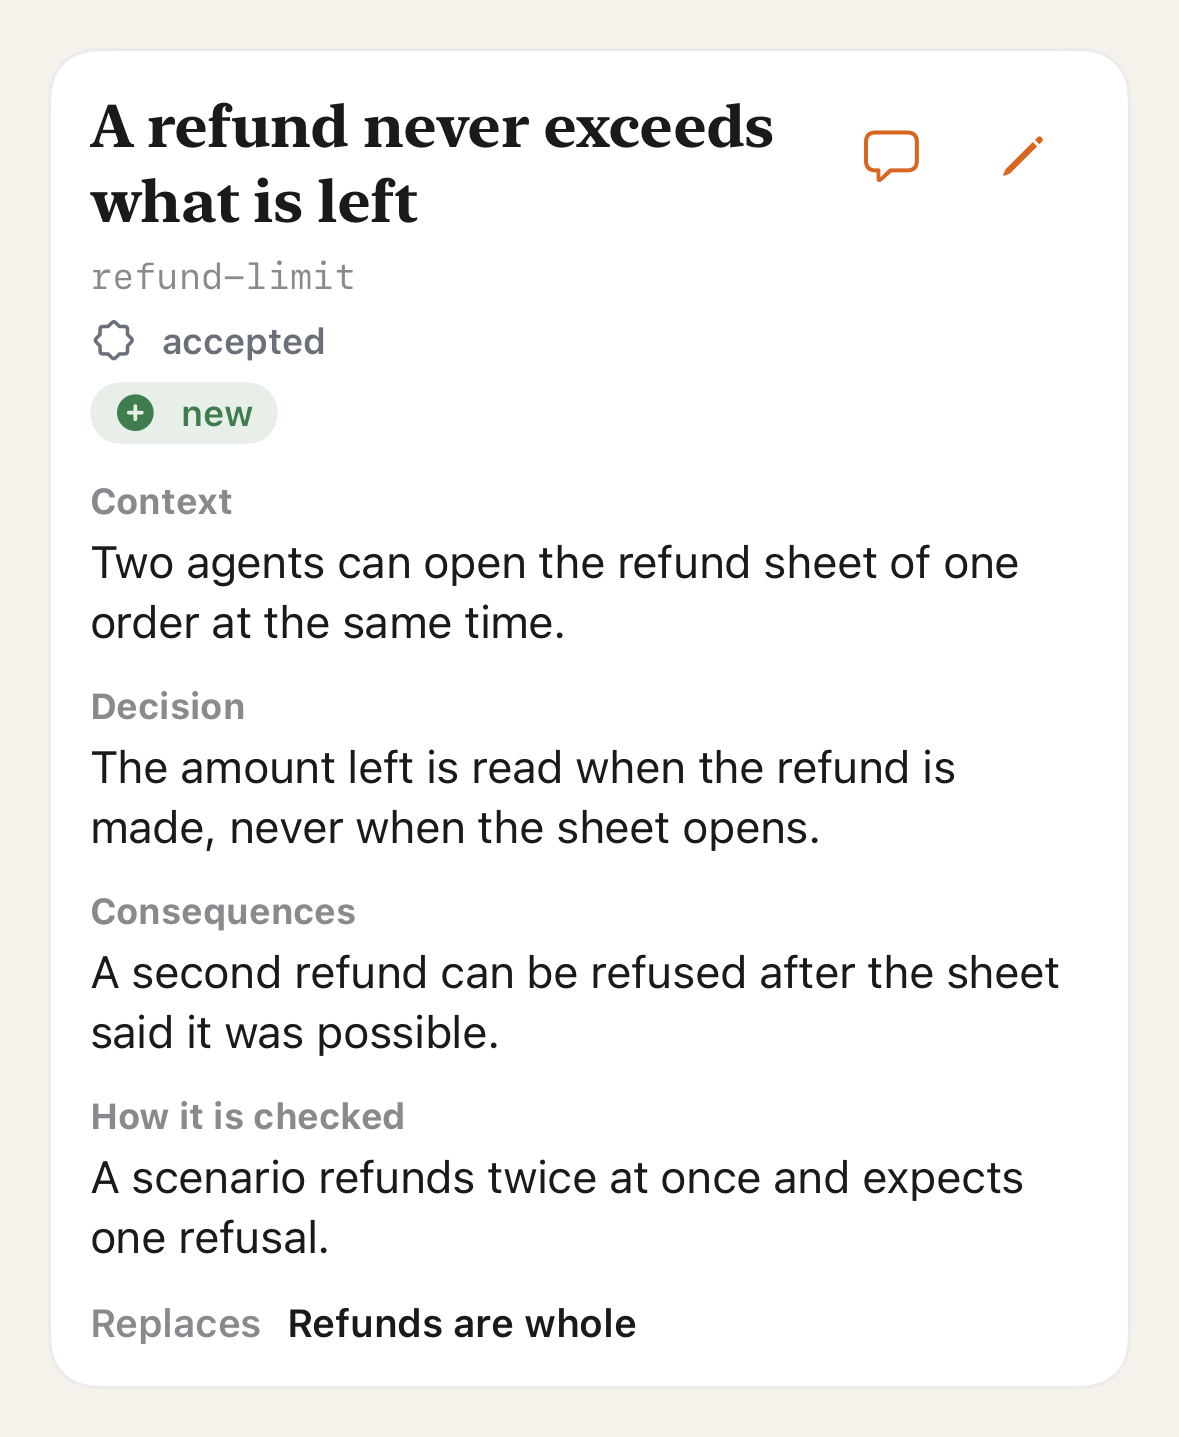 A refund never exceeds
what is left
refund-limit
accepted
new
Context
Two agents can open the refund sheet of one
order at the same time.
Decision
The amount left is read when the refund is
made, never when the sheet opens.
Consequences
A second refund can be refused after the sheet
said it was possible.
How it is checked
A scenario refunds twice at once and expects
one refusal.
Replaces Refunds are whole